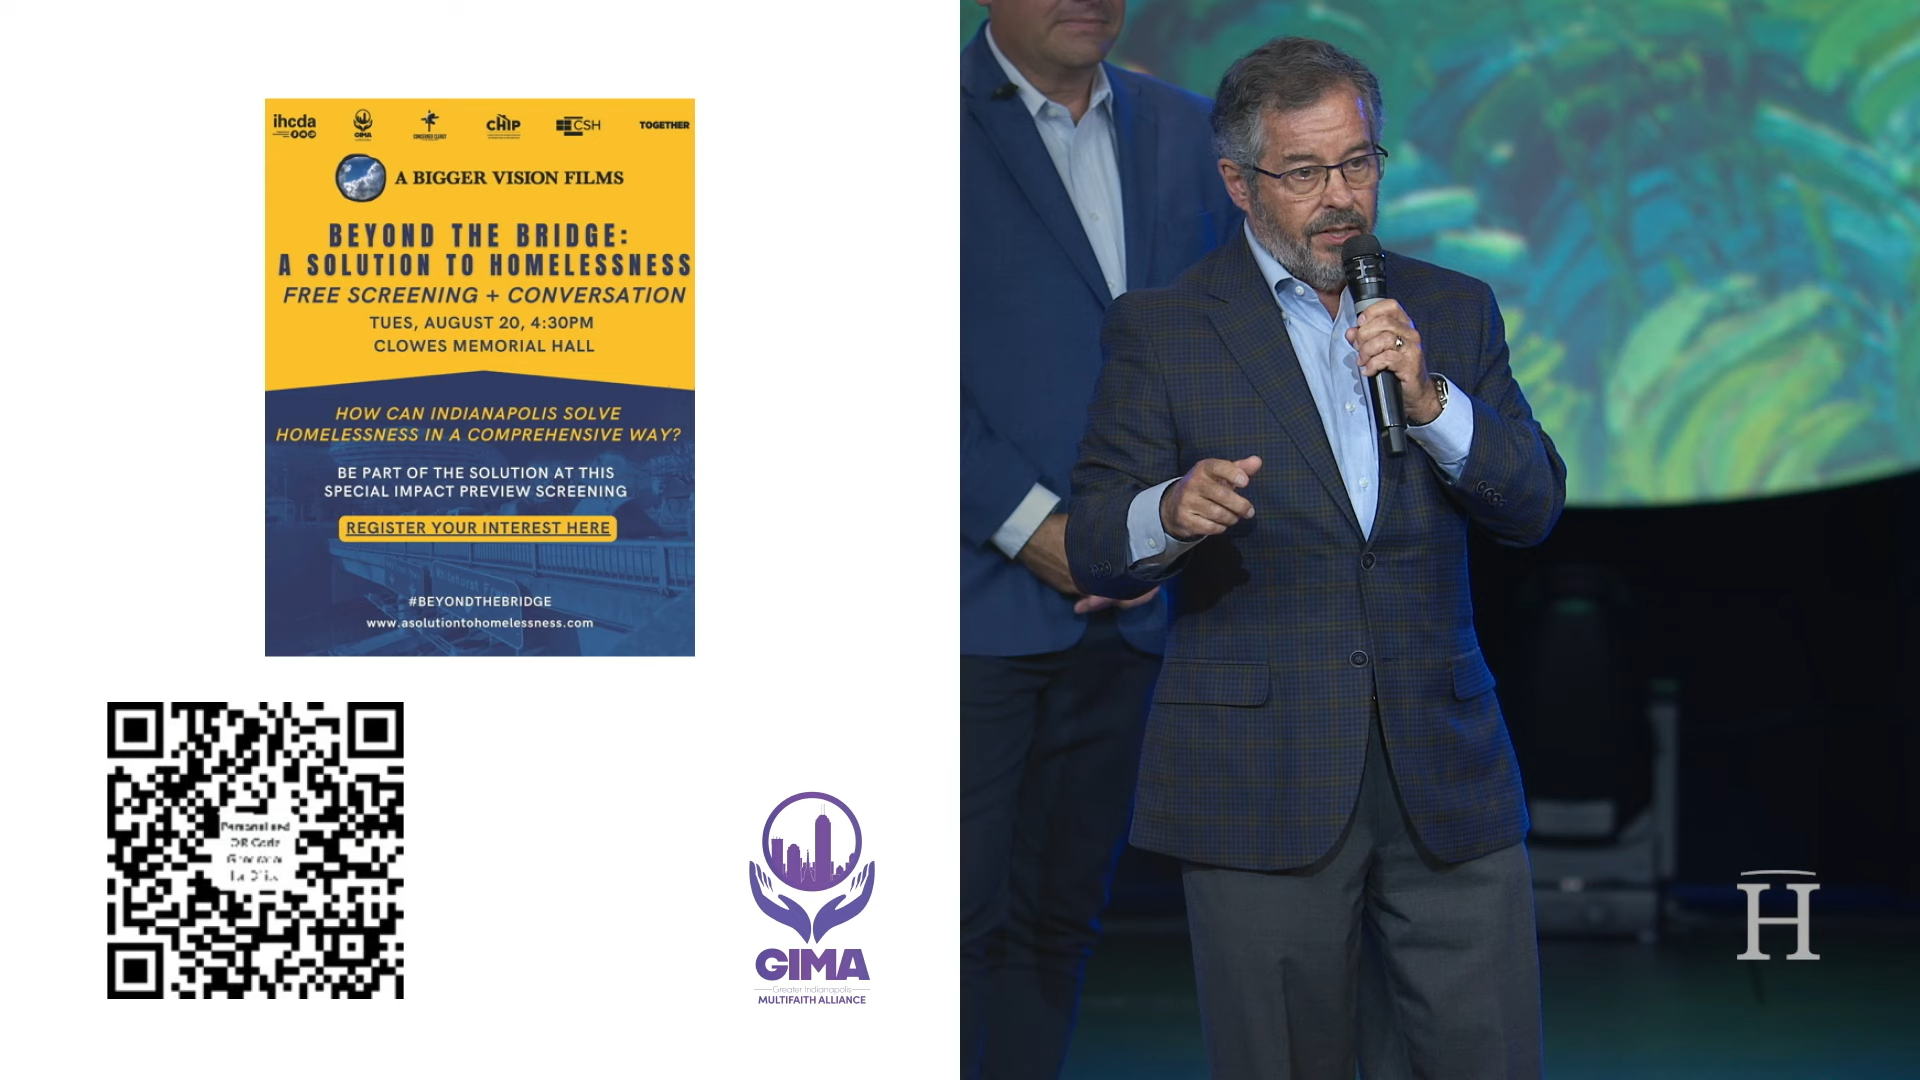 ihcda
GIMA
CHIP
CSH
TOGETHER
A BIGGER VISION FILMS
BEYOND THE BRIDGE:
A SOLUTION TO HOMELESSNESS
FREE SCREENING + CONVERSATION
TUES, AUGUST 20, 4:30PM
CLOWES MEMORIAL HALL
HOW CAN INDIANAPOLIS SOLVE
HOMELESSNESS IN A COMPREHENSIVE WAY?
BE PART OF THE SOLUTION AT THIS
SPECIAL IMPACT PREVIEW SCREENING
REGISTER YOUR INTEREST HERE
#BEYONDTHEBRIDGE
www.asolutiontohomelessness.com
QR Code
GIMA
Greater Indianapolis
MULTIFAITH ALLIANCE
H